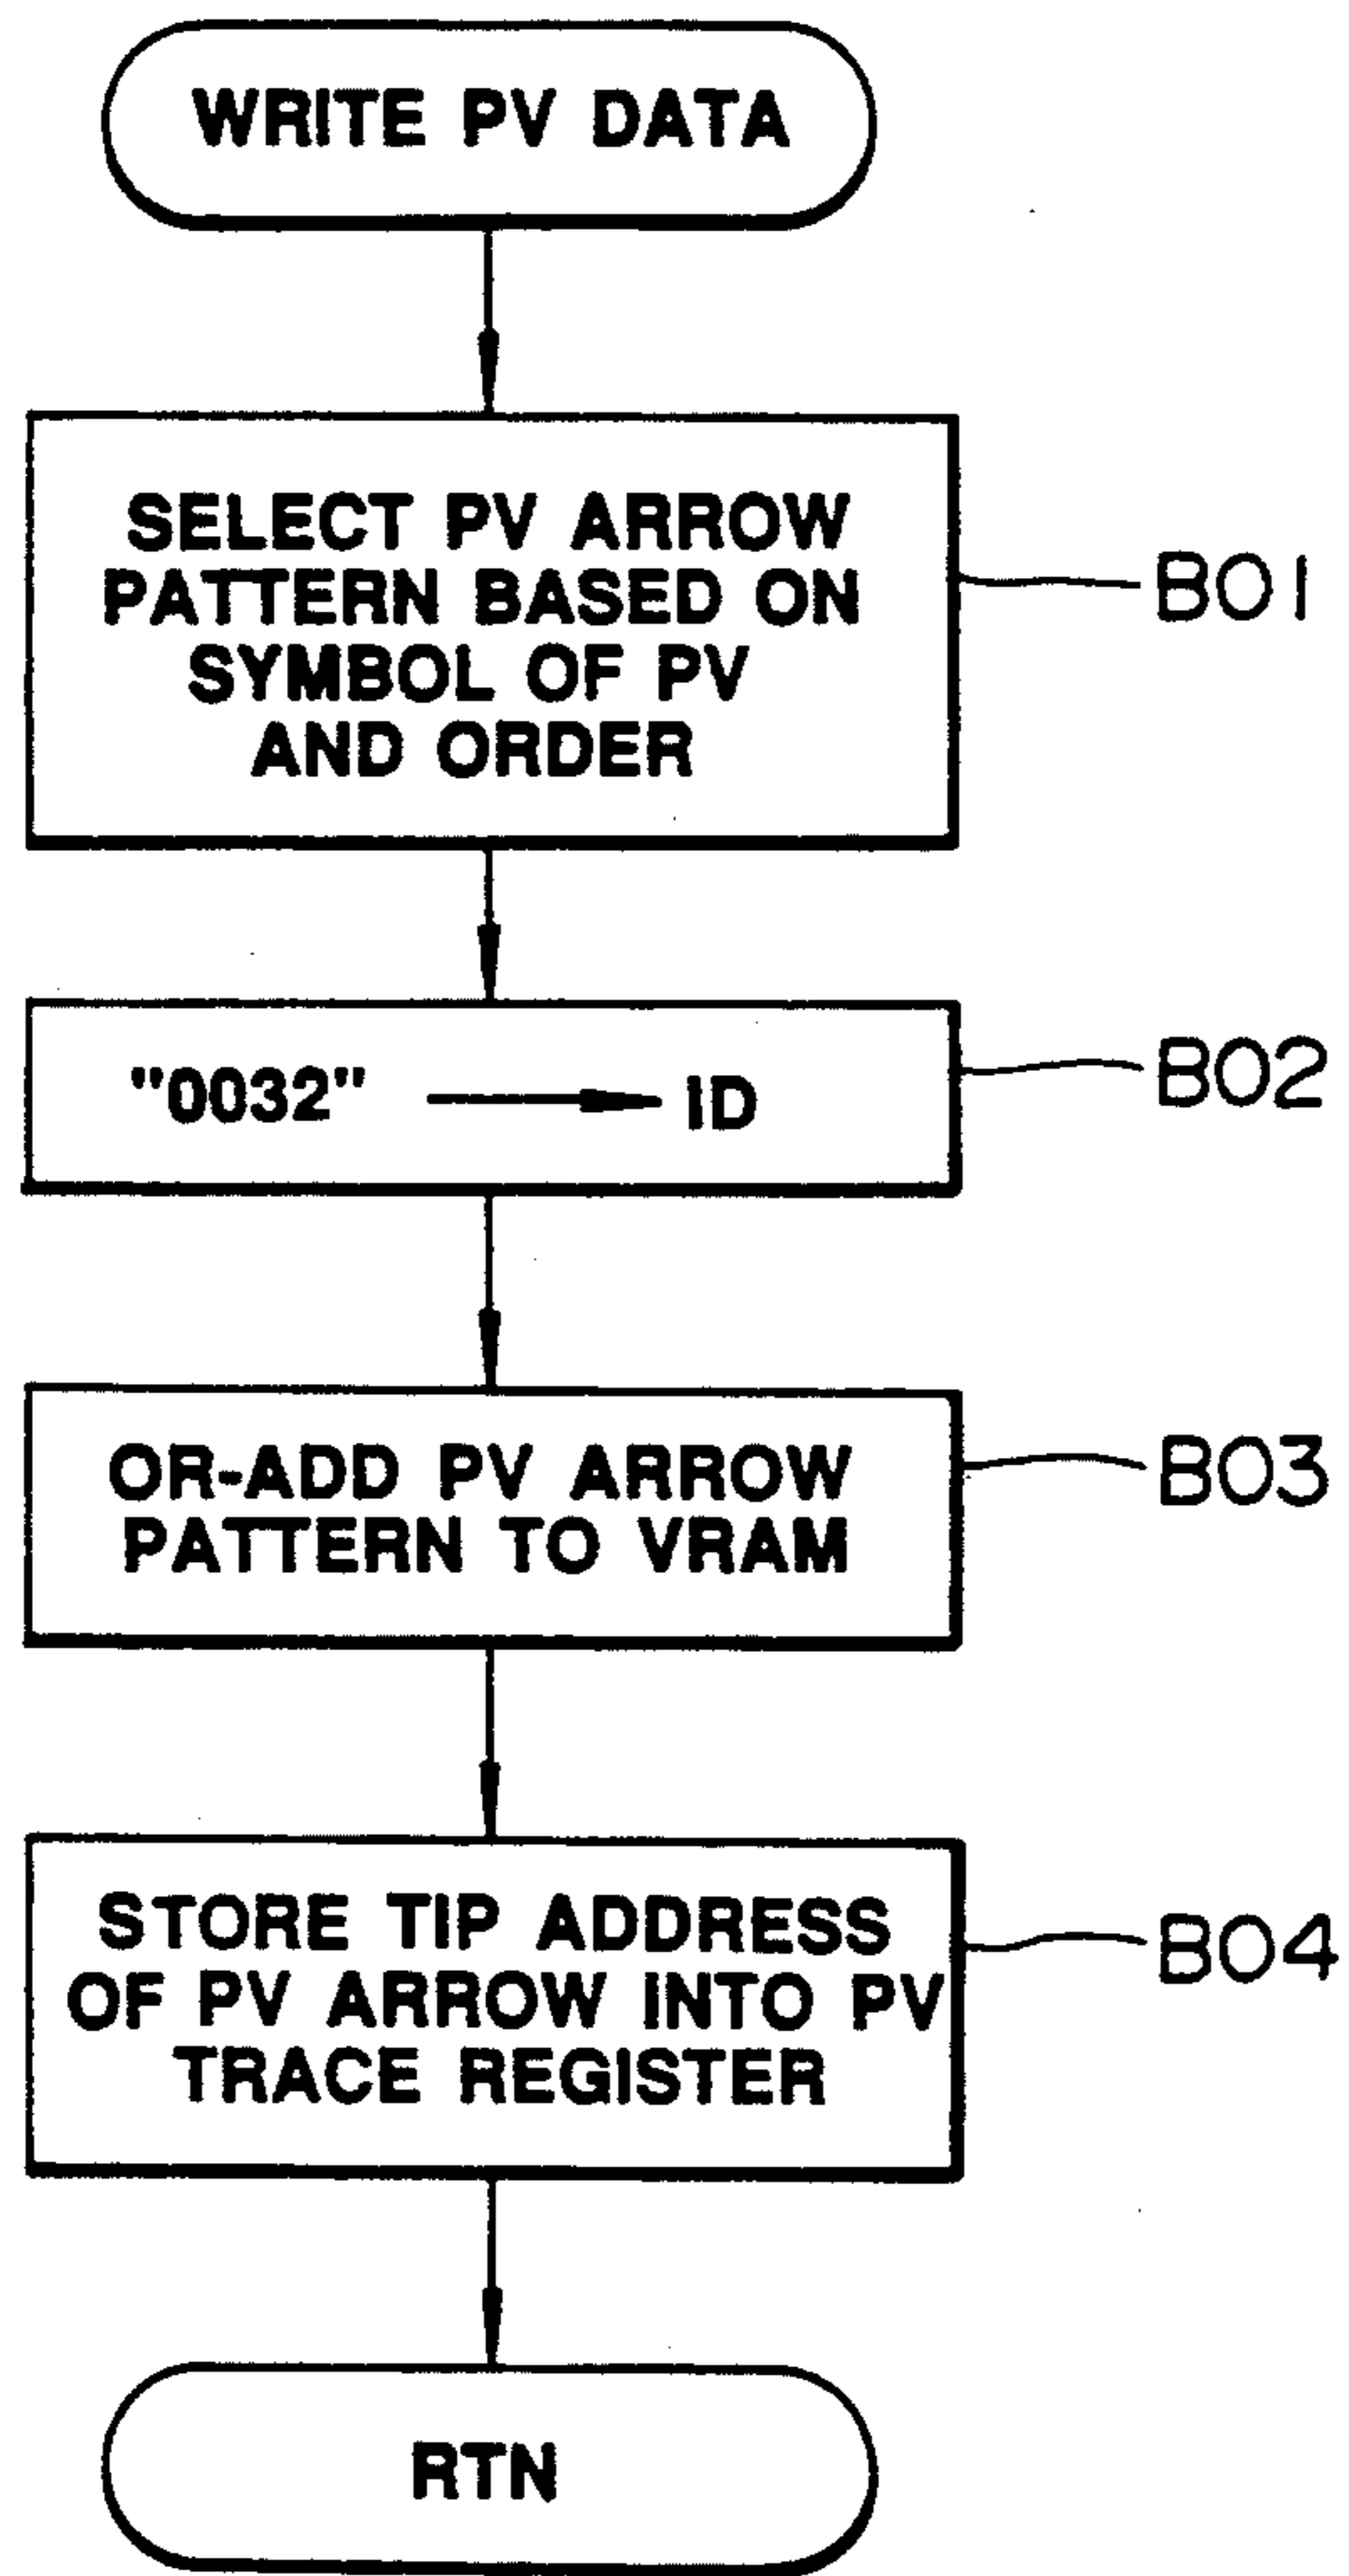 WRITE PV DATA
SELECT PV ARROW
PATTERN BASED ON
SYMBOL OF PV
AND ORDER
B01
"0032" → ID
B02
OR-ADD PV ARROW
PATTERN TO VRAM
B03
STORE TIP ADDRESS
OF PV ARROW INTO PV
TRACE REGISTER
B04
RTN